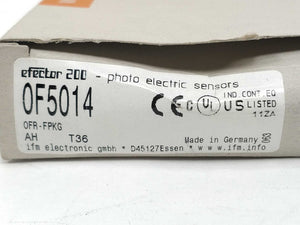 efector 200 - photo electric sensors
OF5014
CE C UL US IND. CONT. EQ
LISTED
11ZA
OFR-FPKG
AH T36 Made in Germany
ifm electronic gmbh * D45127Essen * www.ifm.info